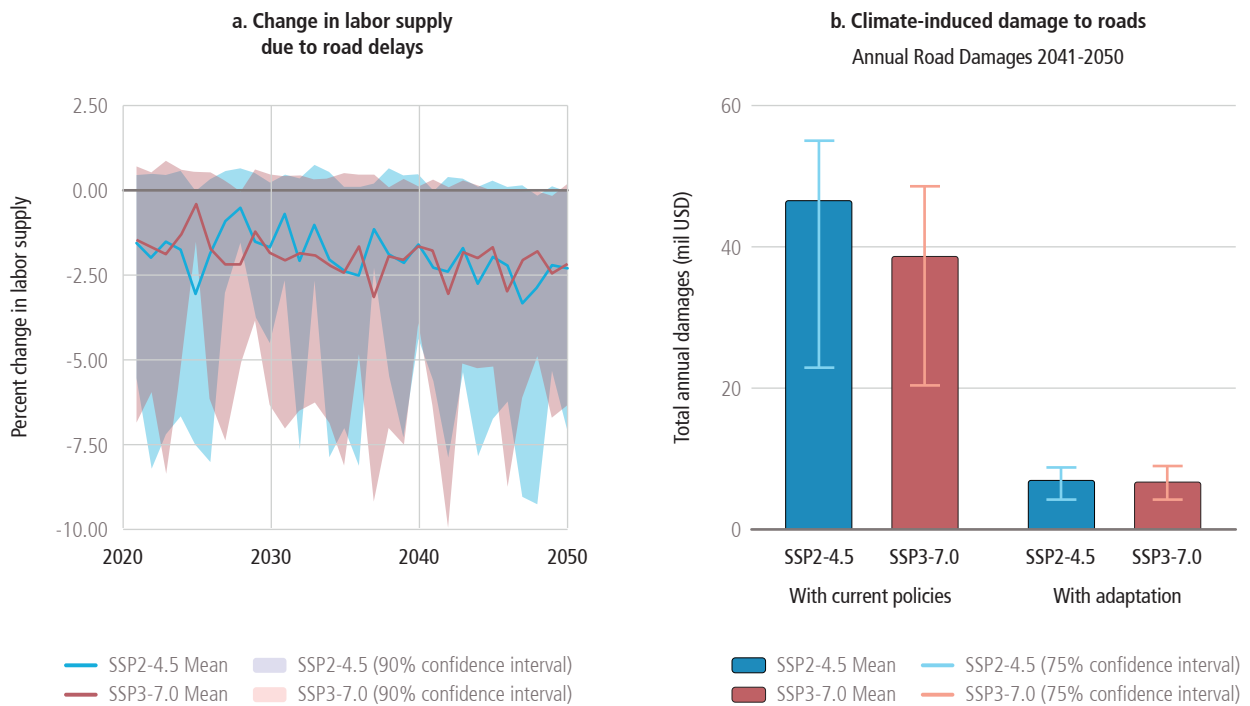 a. Change in labor supply
due to road delays
Percent change in labor supply
2.50
0.00
-2.50
-5.00
-7.50
-10.00
2020 2030 2040 2050
SSP2-4.5 Mean SSP2-4.5 (90% confidence interval)
SSP3-7.0 Mean SSP3-7.0 (90% confidence interval)
b. Climate-induced damage to roads
Annual Road Damages 2041-2050
Total annual damages (mil USD)
60
40
20
0
SSP2-4.5 SSP3-7.0 SSP2-4.5 SSP3-7.0
With current policies With adaptation
SSP2-4.5 Mean SSP2-4.5 (75% confidence interval)
SSP3-7.0 Mean SSP3-7.0 (75% confidence interval)